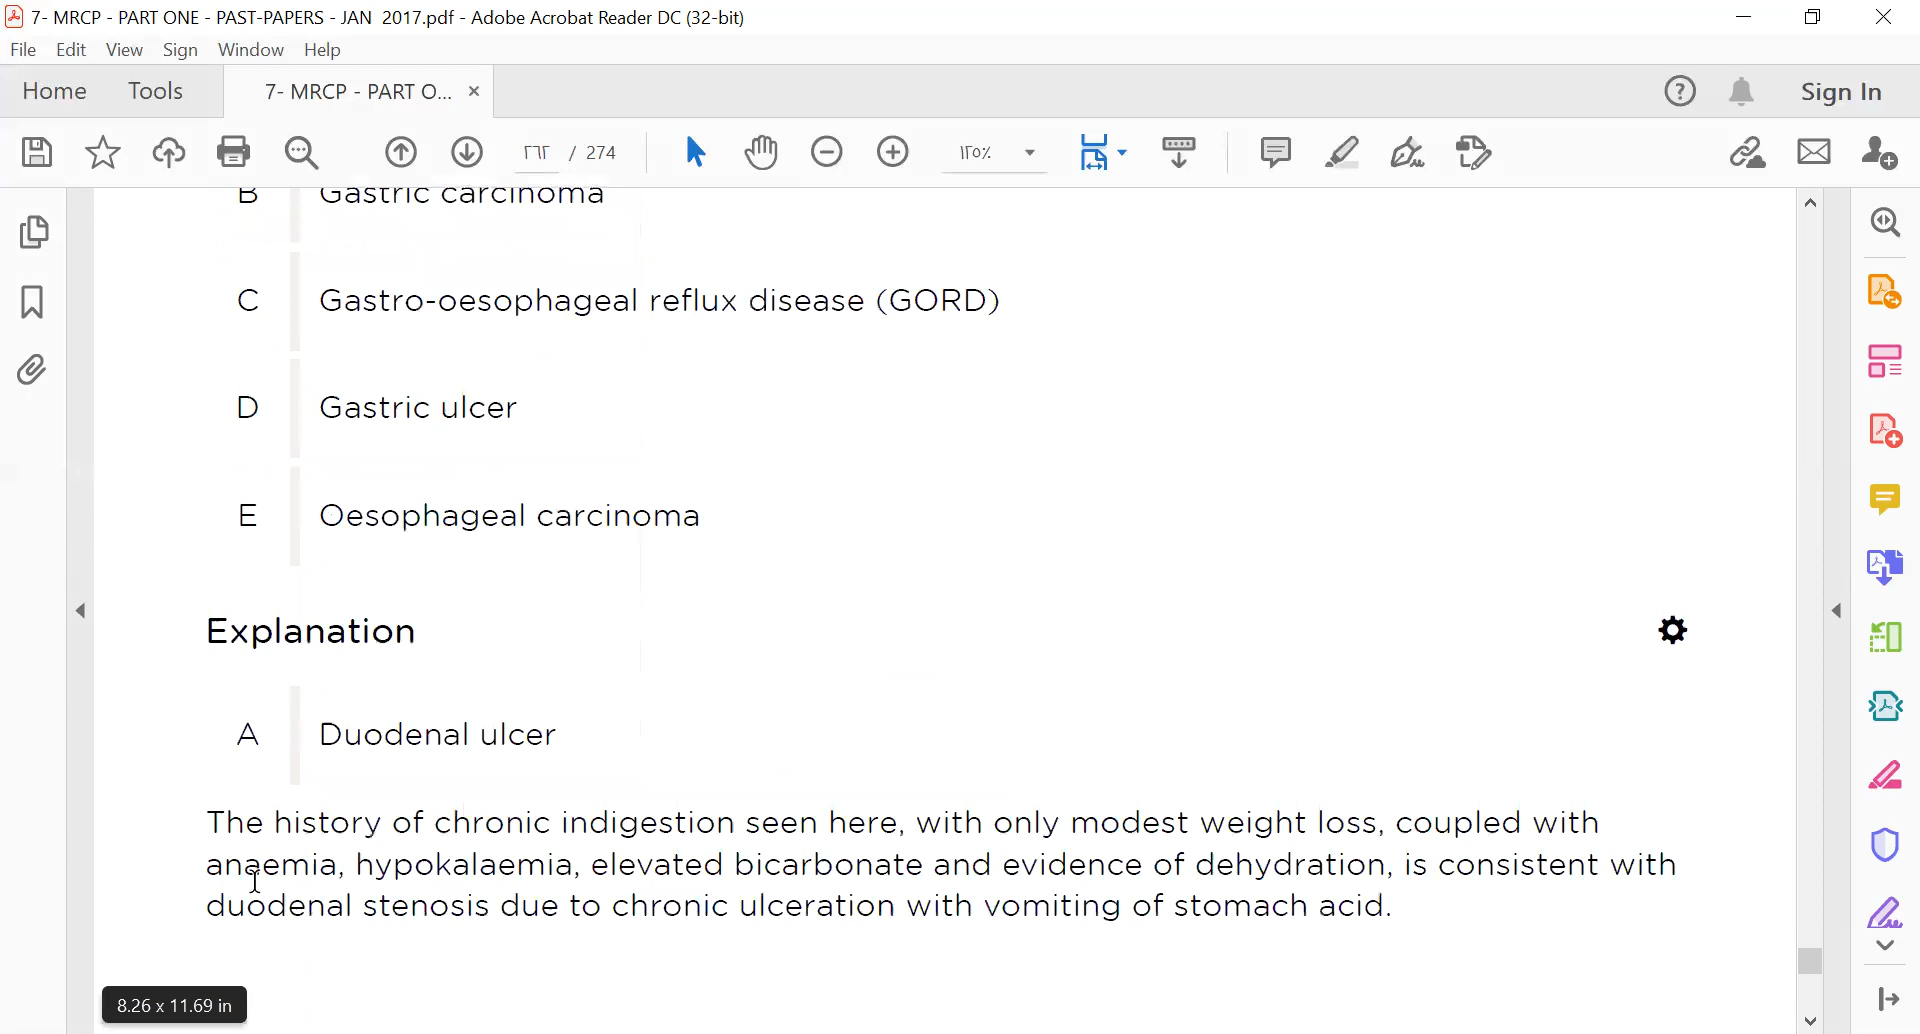 7- MRCP - PART ONE - PAST-PAPERS - JAN 2017.pdf - Adobe Acrobat Reader DC (32-bit)
File Edit View Sign Window Help
Home Tools 7- MRCP - PART O... × Sign In
٢٦٢ / 274 ١٢٥٪
B Gastric carcinoma
C Gastro-oesophageal reflux disease (GORD)
D Gastric ulcer
E Oesophageal carcinoma
Explanation
A Duodenal ulcer
The history of chronic indigestion seen here, with only modest weight loss, coupled with
anaemia, hypokalaemia, elevated bicarbonate and evidence of dehydration, is consistent with
duodenal stenosis due to chronic ulceration with vomiting of stomach acid.
8.26 x 11.69 in